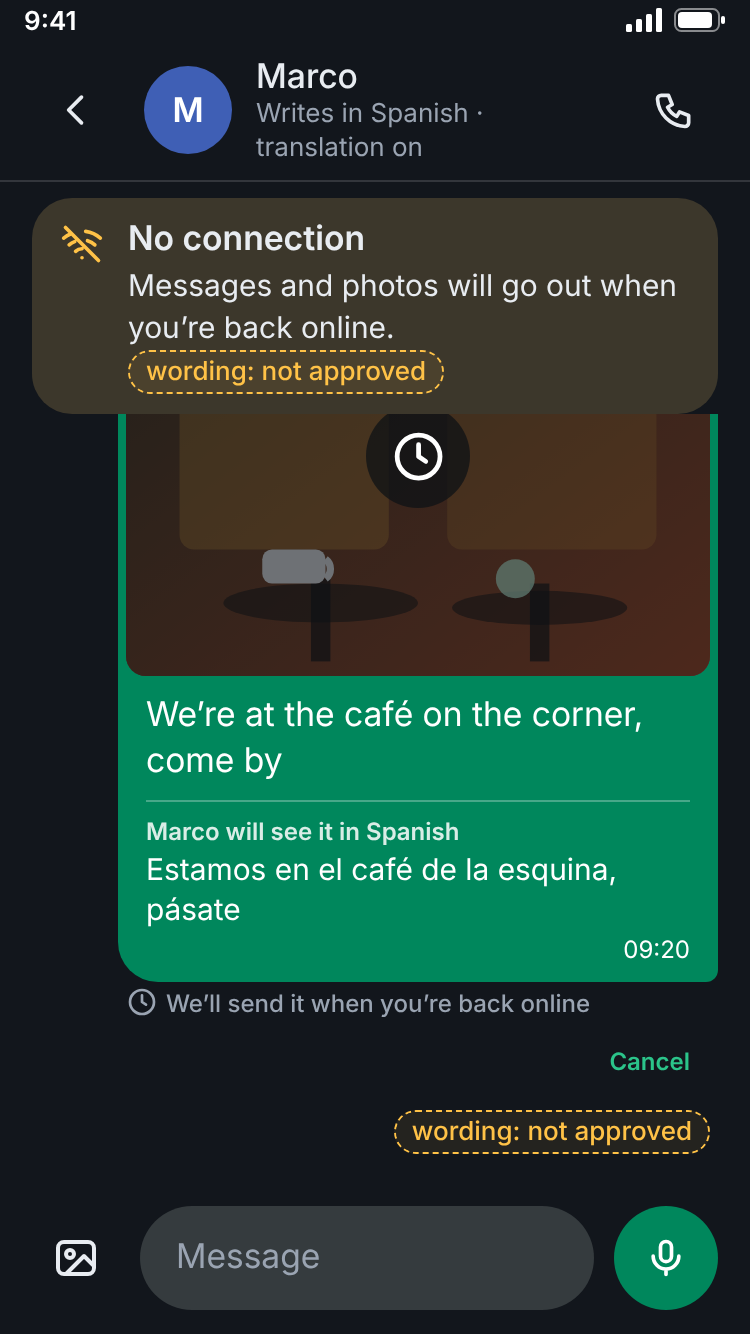 9:41
M
Marco
Writes in Spanish ·
translation on
No connection
Messages and photos will go out when
you’re back online.
wording: not approved
We’re at the café on the corner,
come by
Marco will see it in Spanish
Estamos en el café de la esquina,
pásate
09:20
We’ll send it when you’re back online
Cancel
wording: not approved
Message